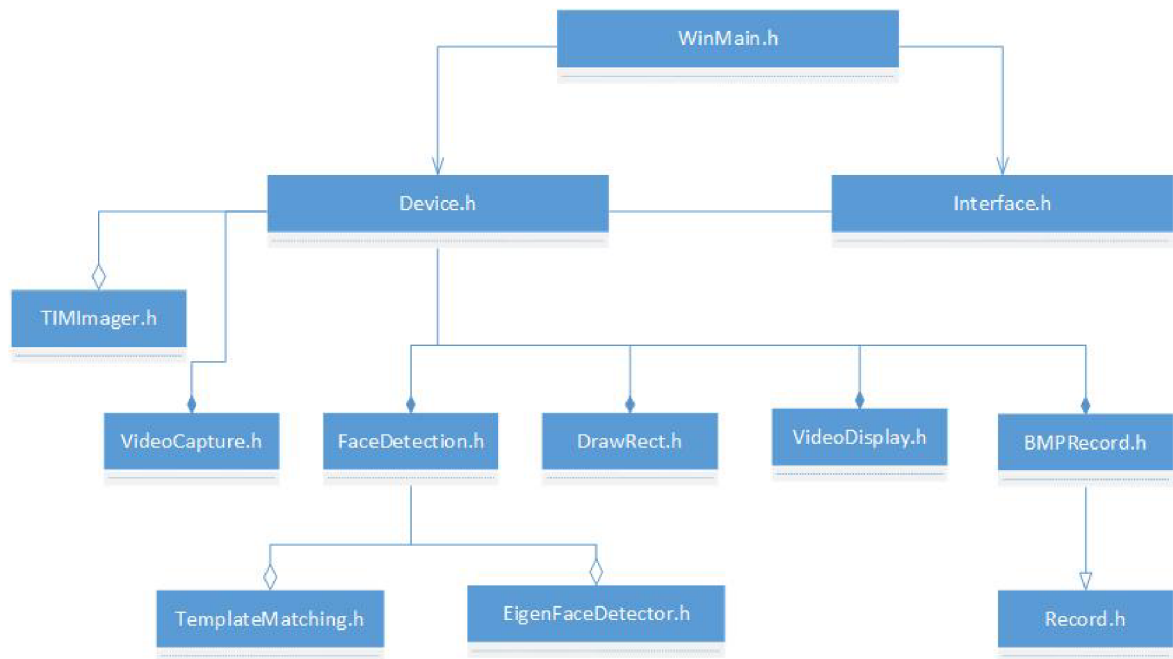 WinMain.h
Device.h
Interface.h
TIMImager.h
VideoCapture.h
FaceDetection.h
DrawRect.h
VideoDisplay.h
BMPRecord.h
TemplateMatching.h
EigenFaceDetector.h
Record.h